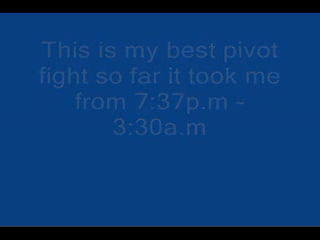 This is my best pivot
fight so far it took me
from 7:37p.m -
3:30a.m